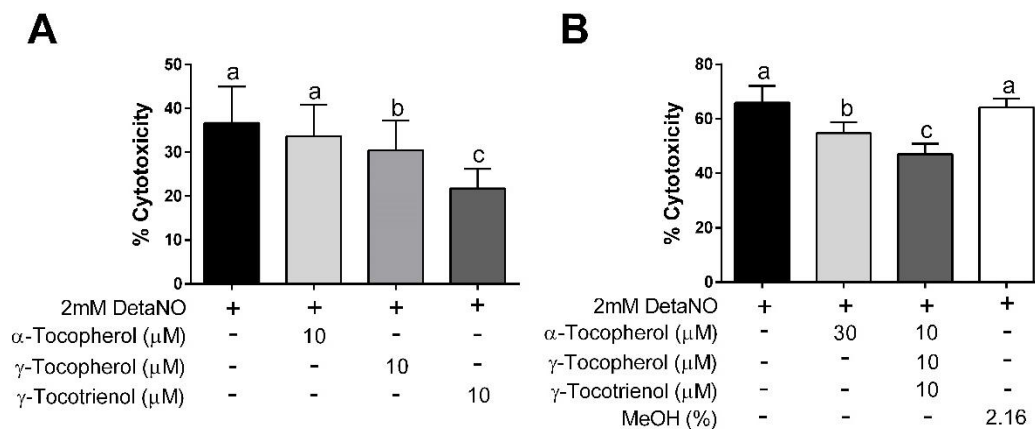 A
50
40
30
20
10
0
% Cytotoxicity
a
a
b
c
2mM DetaNO + + + +
α-Tocopherol (μM) - 10 - -
γ-Tocopherol (μM) - - 10 -
γ-Tocotrienol (μM) - - - 10
B
80
60
40
20
0
% Cytotoxicity
a
b
c
a
2mM DetaNO + + + +
α-Tocopherol (μM) - 30 10 -
γ-Tocopherol (μM) - - 10 -
γ-Tocotrienol (μM) - - 10 -
MeOH (%) - - - 2.16